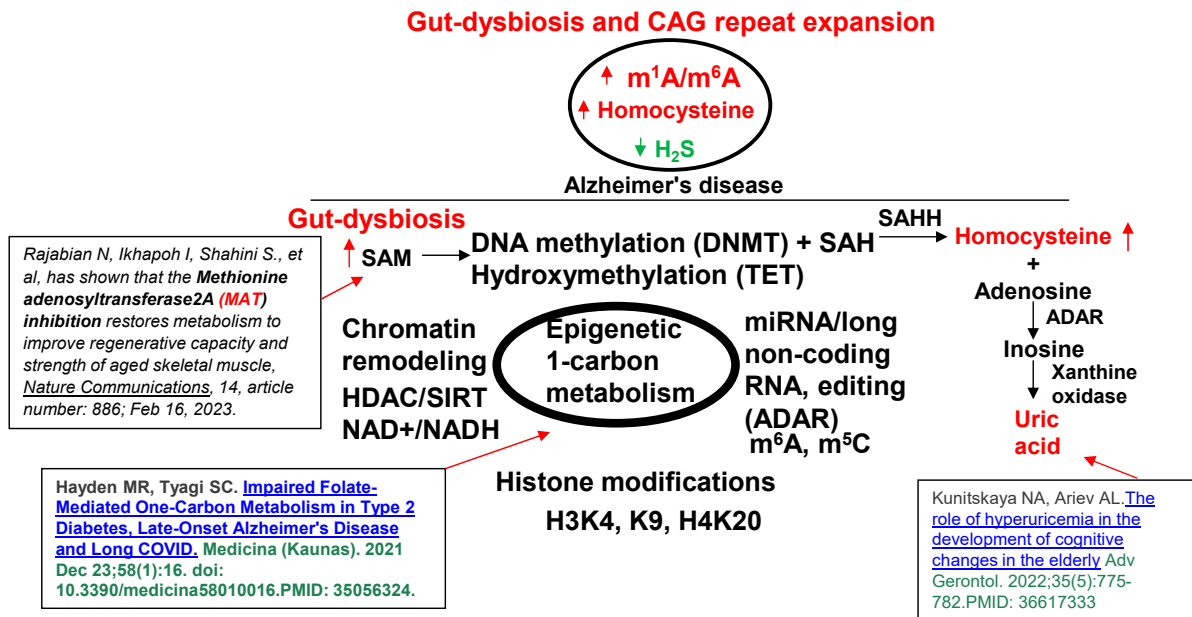 Gut-dysbiosis and CAG repeat expansion
m¹A/m⁶A
Homocysteine
H₂S
Alzheimer's disease
Gut-dysbiosis
SAM
DNA methylation (DNMT) + SAH
Hydroxymethylation (TET)
SAHH
Homocysteine
+
Adenosine
ADAR
Inosine
Xanthine
oxidase
Uric
acid
Rajabian N, Ikhapoh I, Shahini S., et
al, has shown that the Methionine
adenosyltransferase2A (MAT)
inhibition restores metabolism to
improve regenerative capacity and
strength of aged skeletal muscle,
Nature Communications, 14, article
number: 886; Feb 16, 2023.
Chromatin
remodeling
HDAC/SIRT
NAD+/NADH
Epigenetic
1-carbon
metabolism
miRNA/long
non-coding
RNA, editing
(ADAR)
m⁶A, m⁵C
Histone modifications
H3K4, K9, H4K20
Hayden MR, Tyagi SC. Impaired Folate-
Mediated One-Carbon Metabolism in Type 2
Diabetes, Late-Onset Alzheimer's Disease
and Long COVID. Medicina (Kaunas). 2021
Dec 23;58(1):16. doi:
10.3390/medicina58010016.PMID: 35056324.
Kunitskaya NA, Ariev AL.The
role of hyperuricemia in the
development of cognitive
changes in the elderly Adv
Gerontol. 2022;35(5):775-
782.PMID: 36617333